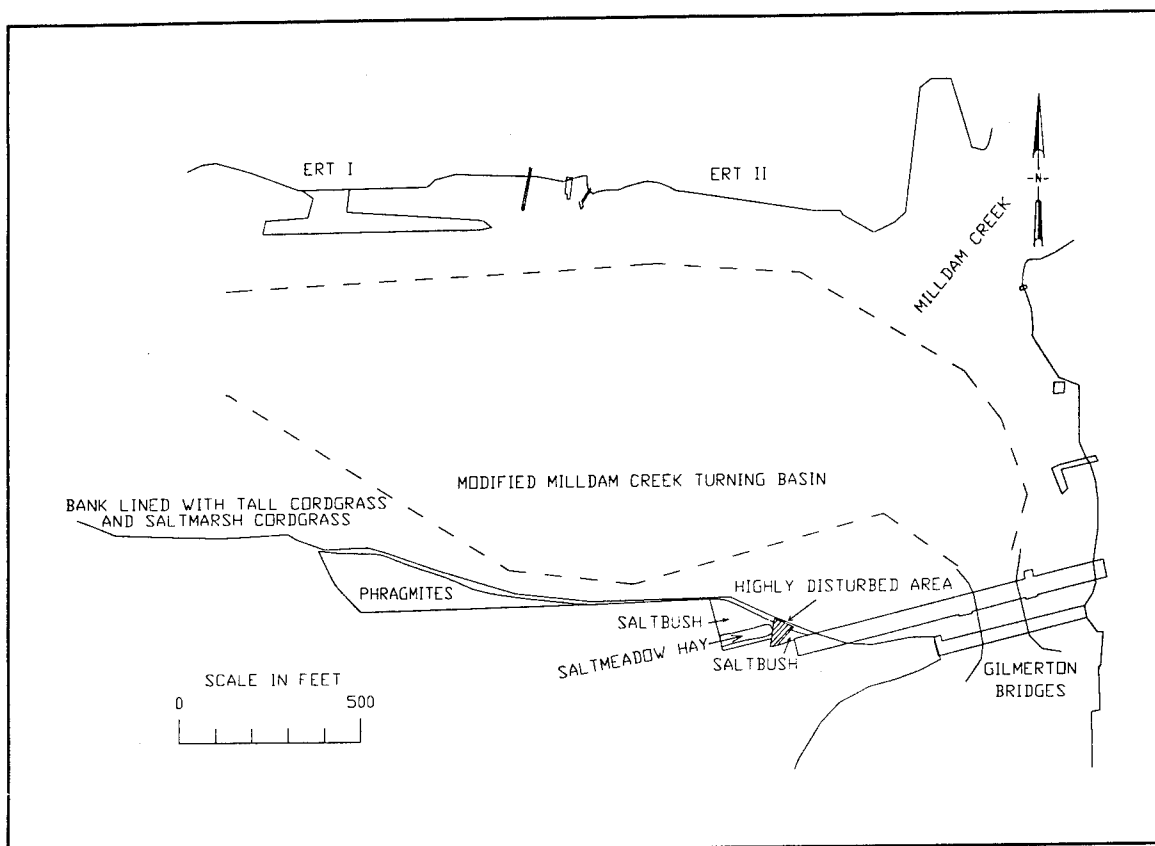 ERT I
ERT II
-N-
MILLDAM CREEK
MODIFIED MILLDAM CREEK TURNING BASIN
BANK LINED WITH TALL CORDGRASS
AND SALTMARSH CORDGRASS
PHRAGMITES
HIGHLY DISTURBED AREA
SALTBUSH
SALTMEADOW HAY
SALTBUSH
GILMERTON
BRIDGES
SCALE IN FEET
0 500